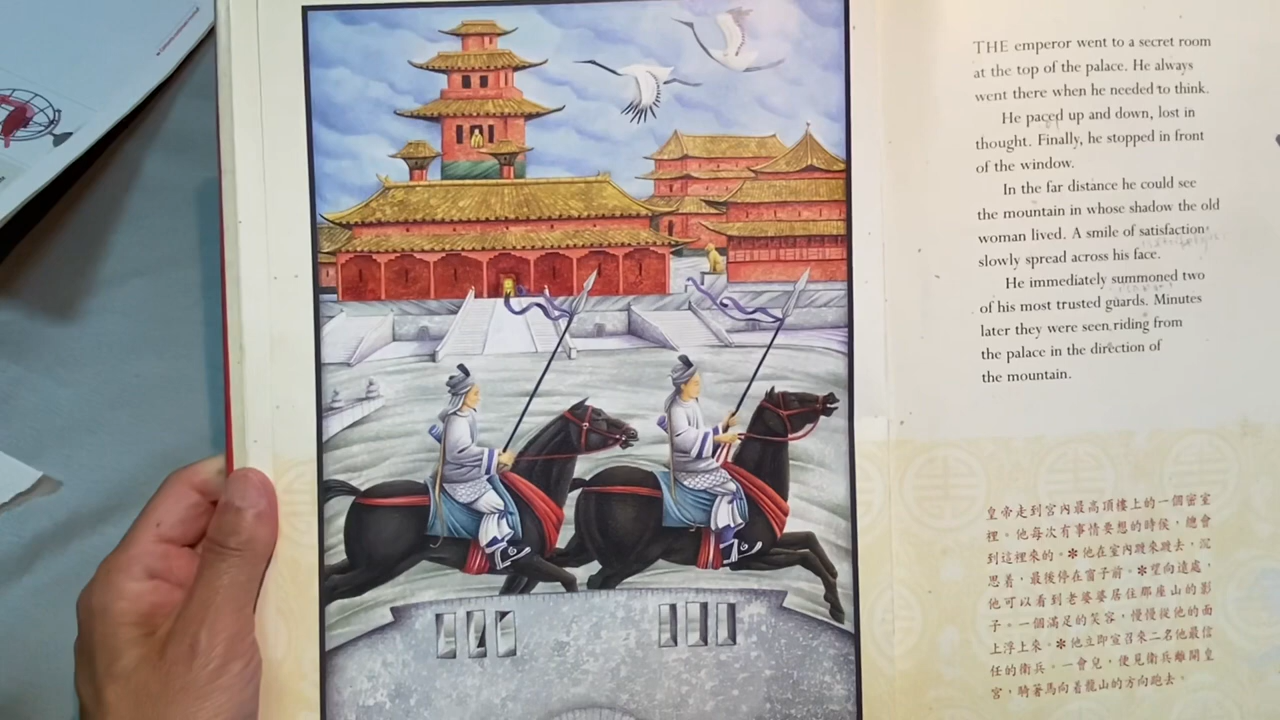 THE emperor went to a secret room
at the top of the palace. He always
went there when he needed to think.
He paced up and down, lost in
thought. Finally, he stopped in front
of the window.
In the far distance he could see
the mountain in whose shadow the old
woman lived. A smile of satisfaction
slowly spread across his face.
He immediately summoned two
of his most trusted guards. Minutes
later they were seen riding from
the palace in the direction of
the mountain.
皇帝走到宮內最高頂樓上的一個密室
裡。他每次有事情要想的時侯，總會
到這裡來的。✻他在室內踱來踱去，沉
思着，最後停在窗子前。✻望向遠處，
他可以看到老婆婆居住那座山的影
子。一個滿足的笑容，慢慢從他的面
上浮上來。✻他立即宣召來二名他最信
任的衛兵。一會兒，便見衛兵離開皇
宮，騎著馬向着龍山的方向跑去。